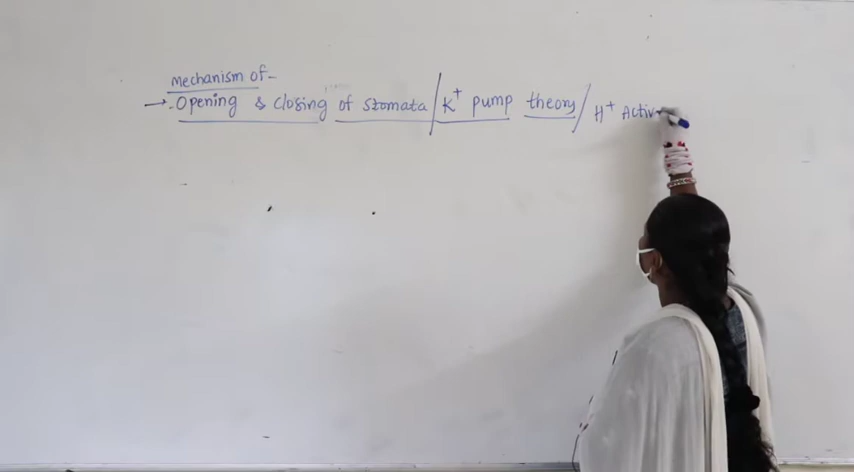 Mechanism of-
→ Opening & Closing of Stomata / K⁺ pump theory / H⁺ Activ